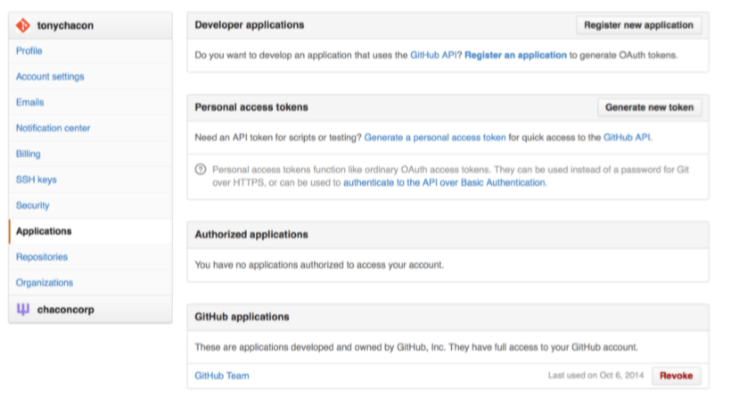 tonychacon
Profile
Account settings
Emails
Notification center
Billing
SSH keys
Security
Applications
Repositories
Organizations
chaconcorp
Developer applications
Register new application
Do you want to develop an application that uses the GitHub API? Register an application to generate OAuth tokens.
Personal access tokens
Generate new token
Need an API token for scripts or testing? Generate a personal access token for quick access to the GitHub API.
Personal access tokens function like ordinary OAuth access tokens. They can be used instead of a password for Git
over HTTPS, or can be used to authenticate to the API over Basic Authentication.
Authorized applications
You have no applications authorized to access your account.
GitHub applications
These are applications developed and owned by GitHub, Inc. They have full access to your GitHub account.
GitHub Team
Last used on Oct 6, 2014
Revoke